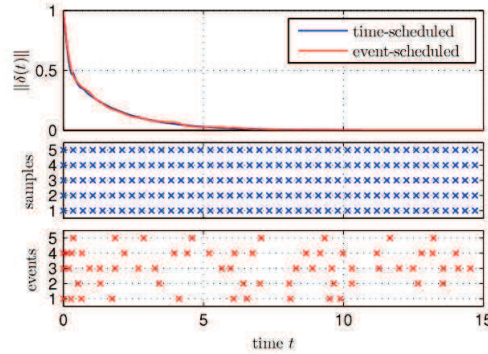 1
0.5
0
‖δ(t)‖
time-scheduled
event-scheduled
5
4
3
2
1
samples
5
4
3
2
1
events
0 5 10 15
time t